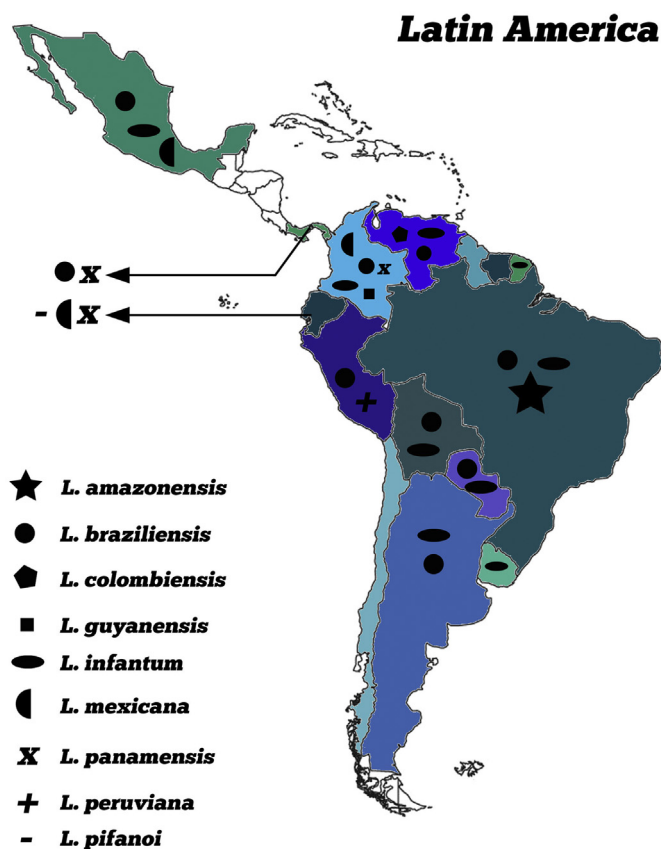 Latin America
x
x
x
L. amazonensis
L. braziliensis
L. colombiensis
L. guyanensis
L. infantum
L. mexicana
x L. panamensis
+ L. peruviana
- L. pifanoi